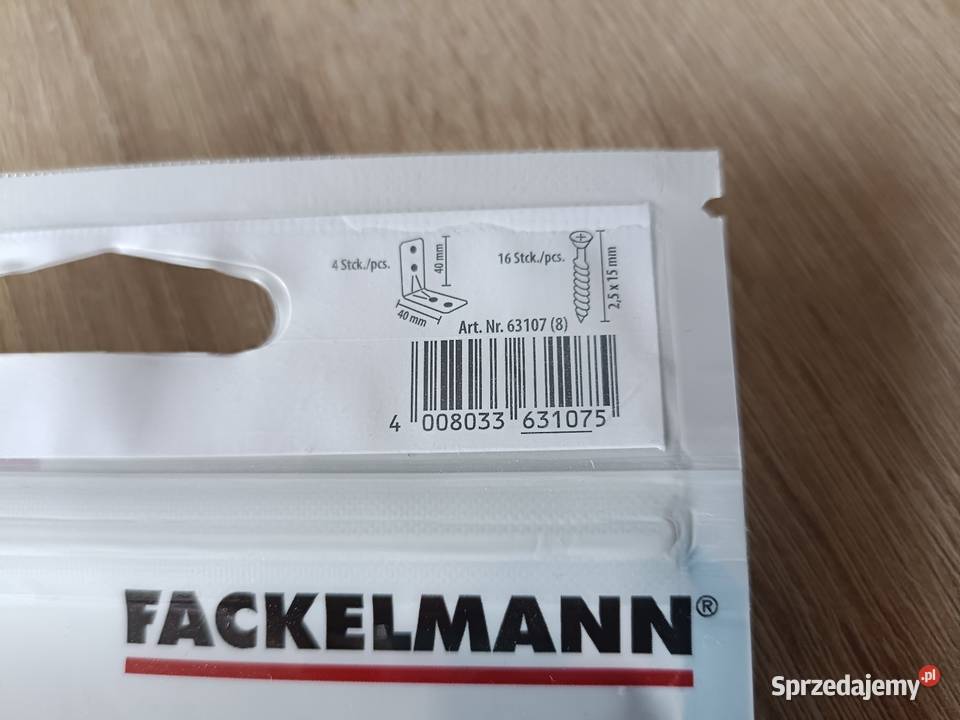 4 Stck./pcs.
40 mm
40 mm
16 Stck./pcs.
2,5 x 15 mm
Art. Nr. 63107 (8)
4 008033 631075
FACKELMANN®
Sprzedajemy.pl